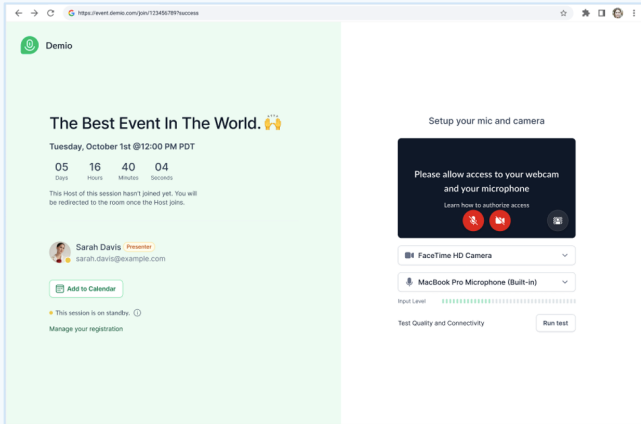 https://event.demio.com/join/123456789?success
Demio
The Best Event In The World. 🙌
Tuesday, October 1st @12:00 PM PDT
05 16 40 04
Days Hours Minutes Seconds
This Host of this session hasn't joined yet. You will
be redirected to the room once the Host joins.
Sarah Davis Presenter
sarah.davis@example.com
Add to Calendar
This session is on standby.
Manage your registration
Setup your mic and camera
Please allow access to your webcam
and your microphone
Learn how to authorize access
FaceTime HD Camera
MacBook Pro Microphone (Built-in)
Input Level
Test Quality and Connectivity Run test